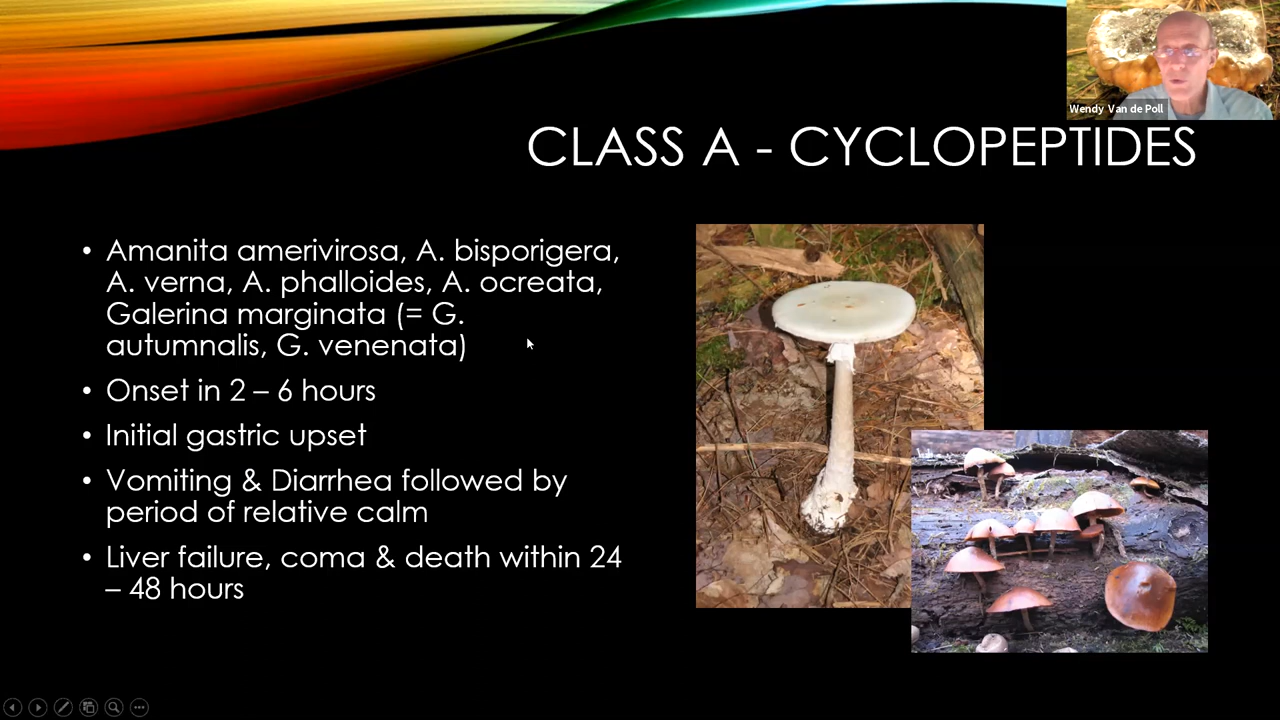 Wendy Van de Poll
CLASS A - CYCLOPEPTIDES
• Amanita amerivirosa, A. bisporigera,
A. verna, A. phalloides, A. ocreata,
Galerina marginata (= G.
autumnalis, G. venenata)
• Onset in 2 – 6 hours
• Initial gastric upset
• Vomiting & Diarrhea followed by
period of relative calm
• Liver failure, coma & death within 24
– 48 hours